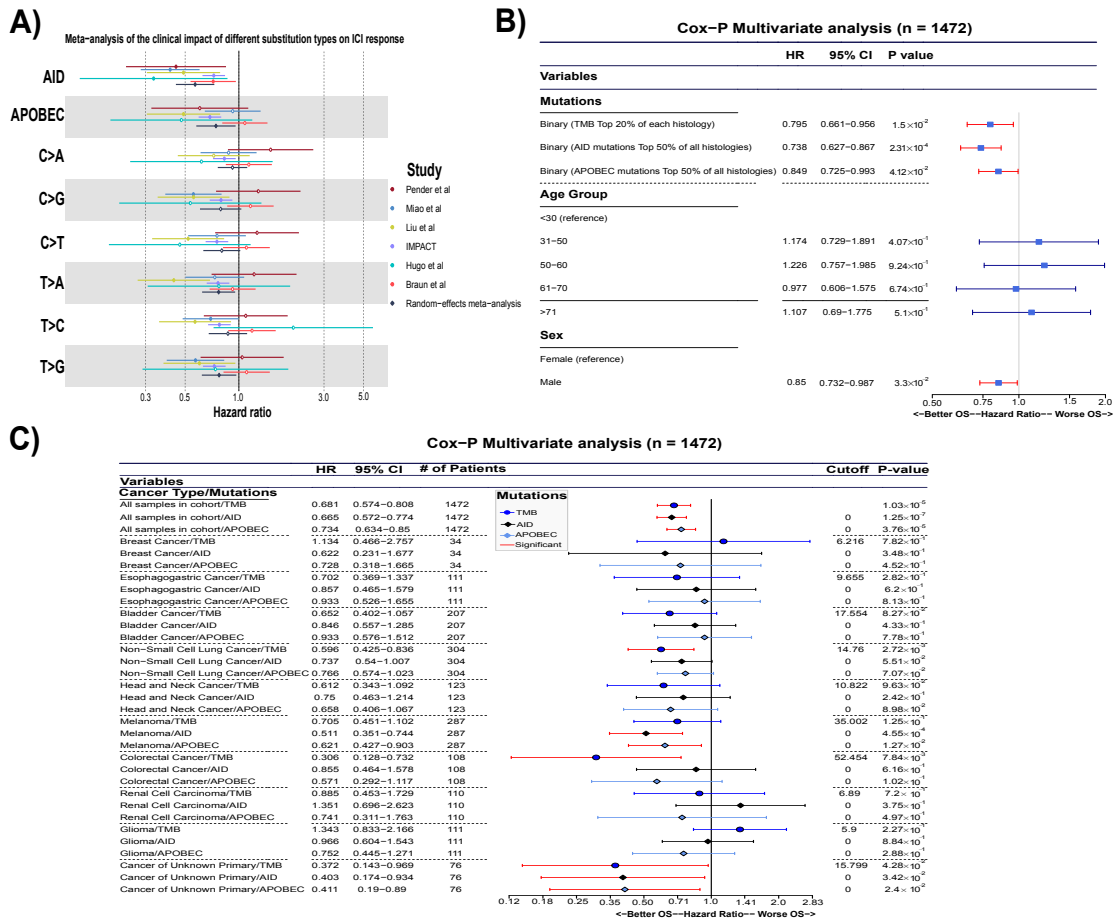 A)
Meta-analysis of the clinical impact of different substitution types on ICI response
AID
APOBEC
C>A
C>G
C>T
T>A
T>C
T>G
0.3 0.5 1.0 3.0 5.0
Hazard ratio
Study
Pender et al
Miao et al
Liu et al
IMPACT
Hugo et al
Braun et al
Random-effects meta-analysis
B)
Cox-P Multivariate analysis (n = 1472)
HR 95% CI P value
Variables
Mutations
Binary (TMB Top 20% of each histology) 0.795 0.661-0.956 1.5×10⁻²
Binary (AID mutations Top 50% of all histologies) 0.738 0.627-0.867 2.31×10⁻⁴
Binary (APOBEC mutations Top 50% of all histologies) 0.849 0.725-0.993 4.12×10⁻²
Age Group
<30 (reference)
31-50 1.174 0.729-1.891 4.07×10⁻¹
50-60 1.226 0.757-1.985 9.24×10⁻¹
61-70 0.977 0.606-1.575 6.74×10⁻¹
>71 1.107 0.69-1.775 5.1×10⁻¹
Sex
Female (reference)
Male 0.85 0.732-0.987 3.3×10⁻²
0.50 0.75 1.0 1.5 2.0
<-Better OS--Hazard Ratio-- Worse OS->
C)
Cox-P Multivariate analysis (n = 1472)
HR 95% CI # of Patients Cutoff P-value
Variables
Cancer Type/Mutations
Mutations
TMB
AID
APOBEC
Significant
All samples in cohort/TMB 0.681 0.574-0.808 1472 1.03×10⁻⁵
All samples in cohort/AID 0.665 0.572-0.774 1472 0 1.25×10⁻⁷
All samples in cohort/APOBEC 0.734 0.634-0.85 1472 0 3.76×10⁻⁵
Breast Cancer/TMB 1.134 0.466-2.757 34 6.216 7.82×10⁻¹
Breast Cancer/AID 0.622 0.231-1.677 34 0 3.48×10⁻¹
Breast Cancer/APOBEC 0.728 0.318-1.665 34 0 4.52×10⁻¹
Esophagogastric Cancer/TMB 0.702 0.369-1.337 111 9.655 2.82×10⁻¹
Esophagogastric Cancer/AID 0.857 0.465-1.579 111 0 6.2×10⁻¹
Esophagogastric Cancer/APOBEC 0.933 0.526-1.655 111 0 8.13×10⁻¹
Bladder Cancer/TMB 0.652 0.402-1.057 207 17.554 8.27×10⁻²
Bladder Cancer/AID 0.846 0.557-1.285 207 0 4.33×10⁻¹
Bladder Cancer/APOBEC 0.933 0.576-1.512 207 0 7.78×10⁻¹
Non-Small Cell Lung Cancer/TMB 0.596 0.425-0.836 304 14.76 2.72×10⁻³
Non-Small Cell Lung Cancer/AID 0.737 0.54-1.007 304 0 5.51×10⁻²
Non-Small Cell Lung Cancer/APOBEC 0.766 0.574-1.023 304 0 7.07×10⁻²
Head and Neck Cancer/TMB 0.612 0.343-1.092 123 10.822 9.63×10⁻²
Head and Neck Cancer/AID 0.75 0.463-1.214 123 0 2.42×10⁻¹
Head and Neck Cancer/APOBEC 0.658 0.406-1.067 123 0 8.98×10⁻²
Melanoma/TMB 0.705 0.451-1.102 287 35.002 1.25×10⁻¹
Melanoma/AID 0.511 0.351-0.744 287 0 4.55×10⁻⁴
Melanoma/APOBEC 0.621 0.427-0.903 287 0 1.27×10⁻²
Colorectal Cancer/TMB 0.306 0.128-0.732 108 52.454 7.84×10⁻³
Colorectal Cancer/AID 0.855 0.464-1.578 108 0 6.16×10⁻¹
Colorectal Cancer/APOBEC 0.571 0.292-1.117 108 0 1.02×10⁻¹
Renal Cell Carcinoma/TMB 0.885 0.453-1.729 110 6.89 7.2×10⁻¹
Renal Cell Carcinoma/AID 1.351 0.696-2.623 110 0 3.75×10⁻¹
Renal Cell Carcinoma/APOBEC 0.741 0.311-1.763 110 0 4.97×10⁻¹
Glioma/TMB 1.343 0.833-2.166 111 5.9 2.27×10⁻¹
Glioma/AID 0.966 0.604-1.543 111 0 8.84×10⁻¹
Glioma/APOBEC 0.752 0.445-1.271 111 0 2.88×10⁻¹
Cancer of Unknown Primary/TMB 0.372 0.143-0.969 76 15.799 4.28×10⁻²
Cancer of Unknown Primary/AID 0.403 0.174-0.934 76 0 3.42×10⁻²
Cancer of Unknown Primary/APOBEC 0.411 0.19-0.89 76 0 2.4×10⁻²
0.12 0.18 0.25 0.35 0.50 0.71 1.0 1.41 2.0 2.83
<-Better OS--Hazard Ratio-- Worse OS->